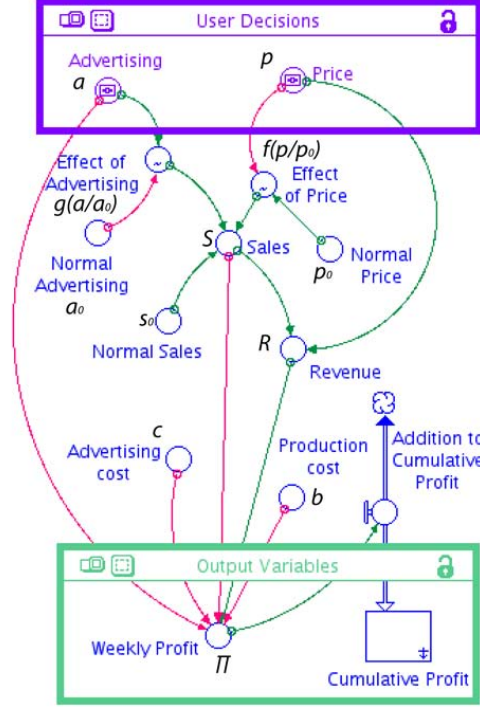 User Decisions
Advertising
a
p
Price
f(p/p₀)
Effect of
Advertising
g(a/a₀)
Effect
of Price
S
Sales
Normal
Advertising
a₀
p₀
Normal
Price
s₀
Normal Sales
R
Revenue
c
Advertising
cost
Production
cost
b
Addition to
Cumulative
Profit
Output Variables
Weekly Profit
Π
Cumulative Profit